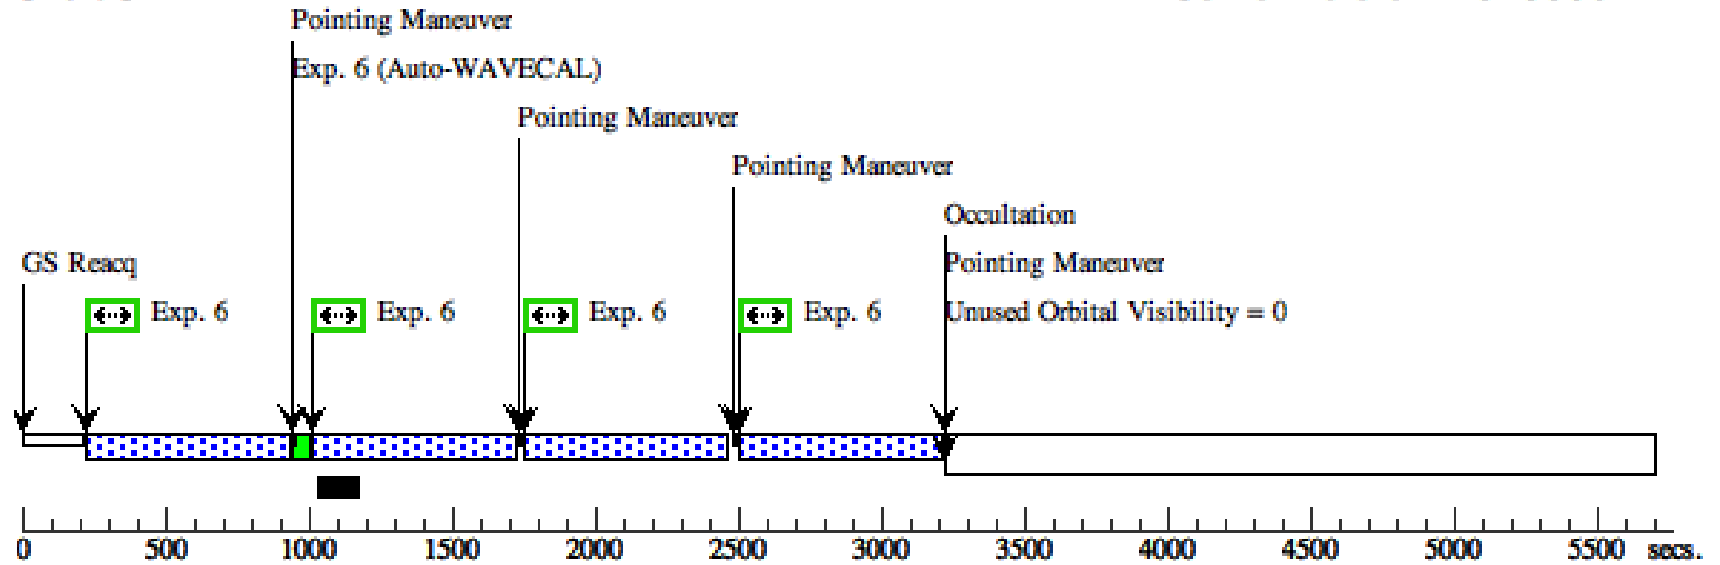 Pointing Maneuver
Exp. 6 (Auto-WAVECAL)
Pointing Maneuver
Pointing Maneuver
Occultation
GS Reacq
Pointing Maneuver
Exp. 6 Exp. 6 Exp. 6 Exp. 6 Unused Orbital Visibility = 0
0 500 1000 1500 2000 2500 3000 3500 4000 4500 5000 5500 secs.